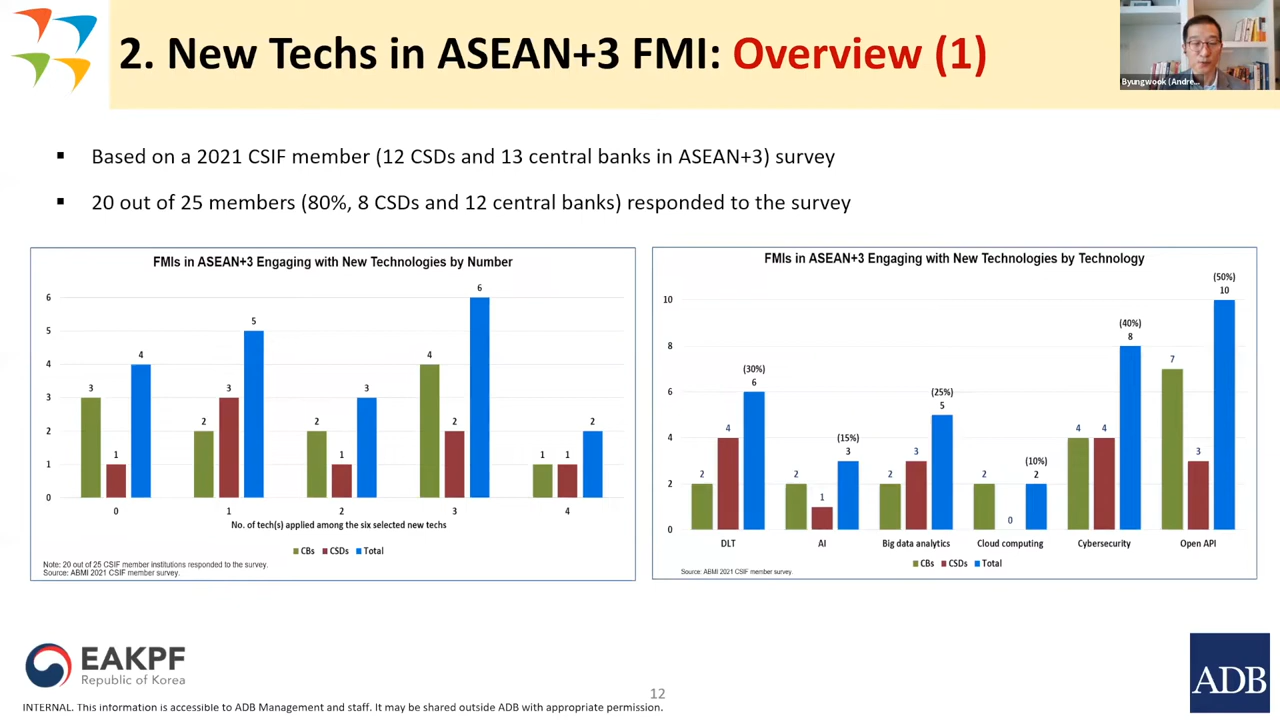 2. New Techs in ASEAN+3 FMI: Overview (1)
Byungwook (Andre...
▪ Based on a 2021 CSIF member (12 CSDs and 13 central banks in ASEAN+3) survey
▪ 20 out of 25 members (80%, 8 CSDs and 12 central banks) responded to the survey
FMIs in ASEAN+3 Engaging with New Technologies by Number
6
5
4
3
2
1
0
3 1 4
2 3 5
2 1 3
4 2 6
1 1 2
0 1 2 3 4
No. of tech(s) applied among the six selected new techs
CBs CSDs Total
Note: 20 out of 25 CSIF member institutions responded to the survey.
Source: ABMI 2021 CSIF member survey.
FMIs in ASEAN+3 Engaging with New Technologies by Technology
10
8
6
4
2
0
2 4 (30%) 6
2 1 (15%) 3
2 3 (25%) 5
2 0 (10%) 2
4 4 (40%) 8
7 3 (50%) 10
DLT AI Big data analytics Cloud computing Cybersecurity Open API
CBs CSDs Total
Source: ABMI 2021 CSIF member survey.
EAKPF
Republic of Korea
12
ADB
INTERNAL. This information is accessible to ADB Management and staff. It may be shared outside ADB with appropriate permission.